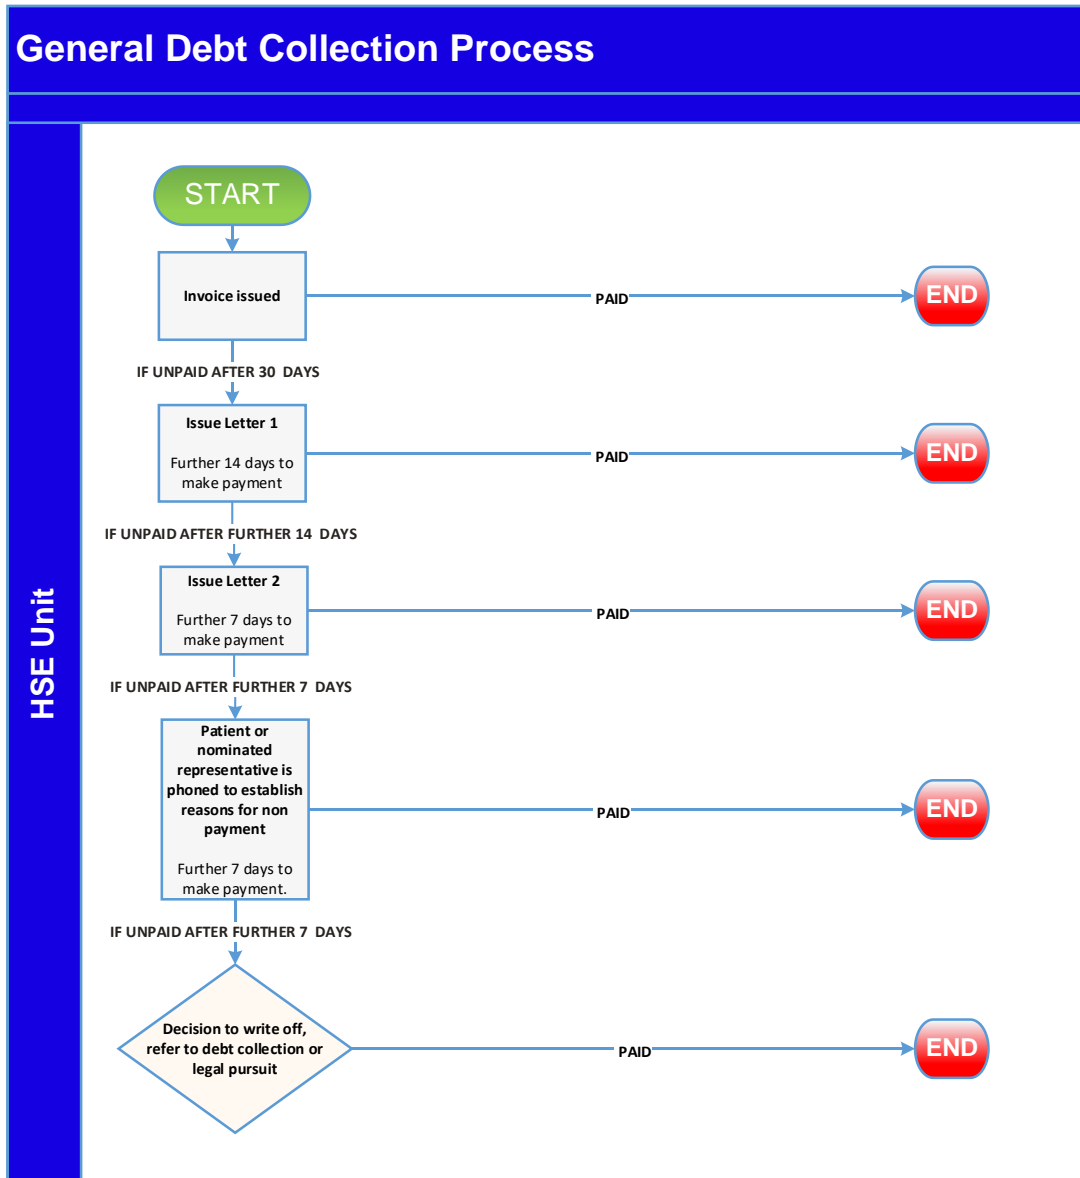 General Debt Collection Process
HSE Unit
START
Invoice issued
PAID
END
IF UNPAID AFTER 30 DAYS
Issue Letter 1
Further 14 days to
make payment
PAID
END
IF UNPAID AFTER FURTHER 14 DAYS
Issue Letter 2
Further 7 days to
make payment
PAID
END
IF UNPAID AFTER FURTHER 7 DAYS
Patient or
nominated
representative is
phoned to establish
reasons for non
payment
Further 7 days to
make payment.
PAID
END
IF UNPAID AFTER FURTHER 7 DAYS
Decision to write off,
refer to debt collection or
legal pursuit
PAID
END